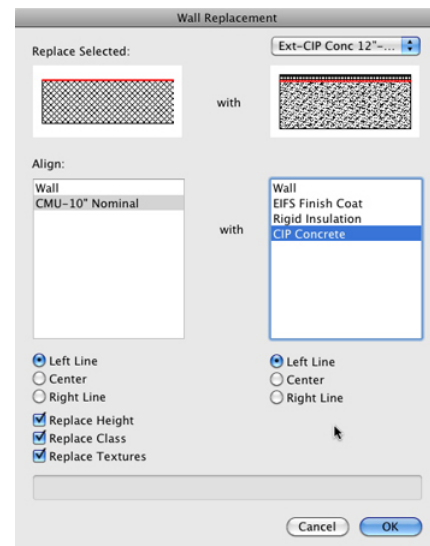 Wall Replacement
Replace Selected:
Ext-CIP Conc 12"-...
with
Align:
Wall
CMU-10" Nominal
with
Wall
EIFS Finish Coat
Rigid Insulation
CIP Concrete
Left Line
Center
Right Line
Left Line
Center
Right Line
Replace Height
Replace Class
Replace Textures
Cancel
OK